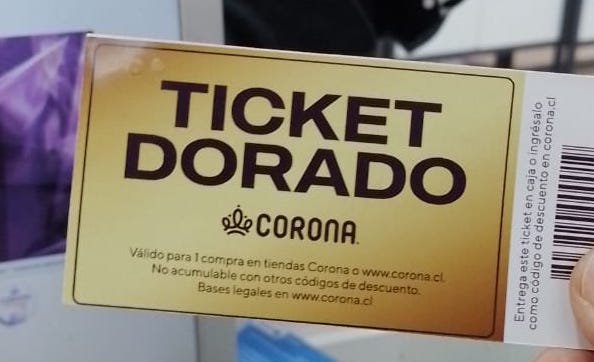 TICKET
DORADO
CORONA
Válido para 1 compra en tiendas Corona o www.corona.cl.
No acumulable con otros códigos de descuento.
Bases legales en www.corona.cl
Entrega este ticket en caja o ingrésalo
como código de descuento en corona.cl